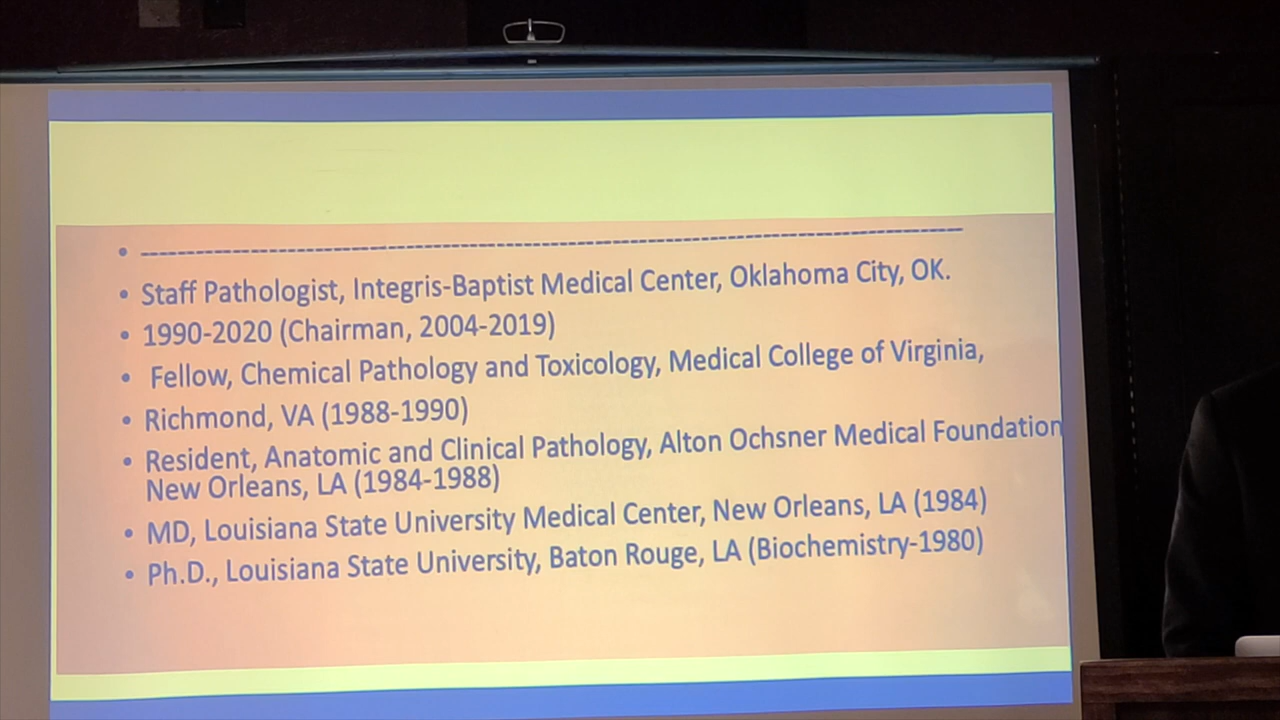 • ----------------------------------------------------------------------------------------
• Staff Pathologist, Integris-Baptist Medical Center, Oklahoma City, OK.
• 1990-2020 (Chairman, 2004-2019)
• Fellow, Chemical Pathology and Toxicology, Medical College of Virginia,
• Richmond, VA (1988-1990)
• Resident, Anatomic and Clinical Pathology, Alton Ochsner Medical Foundation
New Orleans, LA (1984-1988)
• MD, Louisiana State University Medical Center, New Orleans, LA (1984)
• Ph.D., Louisiana State University, Baton Rouge, LA (Biochemistry-1980)